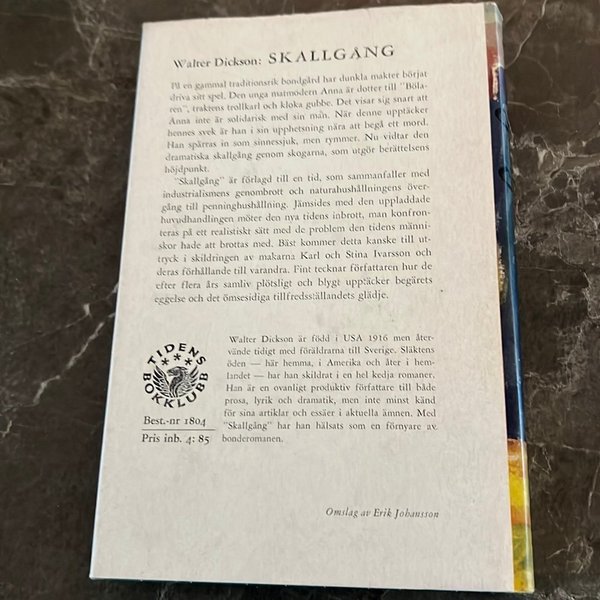 Walter Dickson: SKALLGÅNG
På en gammal traditionsrik bondgård har dunkla makter börjat
driva sitt spel. Den unga matmodern Anna är dotter till "Böla-
ren", traktens trollkarl och kloka gubbe. Det visar sig snart att
Anna inte är solidarisk med sin man. När denne upptäcker
hennes svek är han i sin upphetsning nära att begå ett mord.
Han spärras in som sinnessjuk, men rymmer. Nu vidtar den
dramatiska skallgång genom skogarna, som utgör berättelsens
höjdpunkt.
"Skallgång" är förlagd till en tid, som sammanfaller med
industrialismens genombrott och naturahushållningens över-
gång till penninghushållning. Jämsides med den uppladdade
huvudhandlingen möter den nya tidens inbrott, man konfron-
teras på ett realistiskt sätt med de problem den tidens männi-
skor hade att brottas med. Bäst kommer detta kanske till ut-
tryck i skildringen av makarna Karl och Stina Ivarsson och
deras förhållande till varandra. Fint tecknar författaren hur de
efter flera års samliv plötsligt och blygt upptäcker begärets
eggelse och det ömsesidiga tillfredsställandets glädje.
Walter Dickson är född i USA 1916 men åter-
vände tidigt med föräldrarna till Sverige. Släktens
öden — här hemma, i Amerika och åter i hem-
landet — har han skildrat i en hel kedja romaner.
Han är en ovanligt produktiv författare till både
prosa, lyrik och dramatik, men inte minst känd
för sina artiklar och essäer i aktuella ämnen. Med
"Skallgång" har han hälsats som en förnyare av
bonderomanen.
TIDENS
BOKKLUBB
Best.-nr 1804
Pris inb. 4: 85
Omslag av Erik Johansson